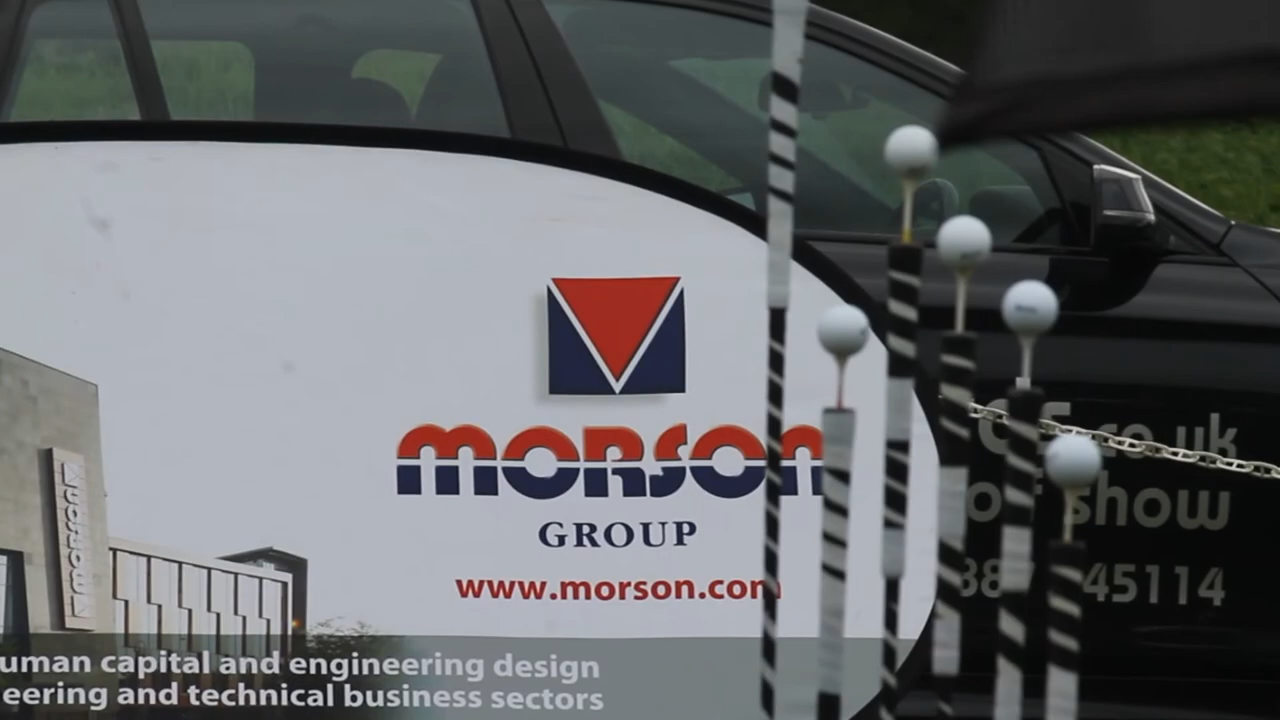 MORSON
GROUP
www.morson.com
MORSON
uman capital and engineering design
eering and technical business sectors
.co.uk
show
45114